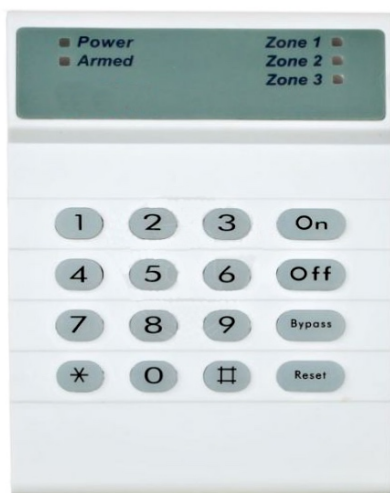 Power Zone 1
Armed Zone 2
Zone 3
1 2 3 On
4 5 6 Off
7 8 9 Bypass
* 0 # Reset